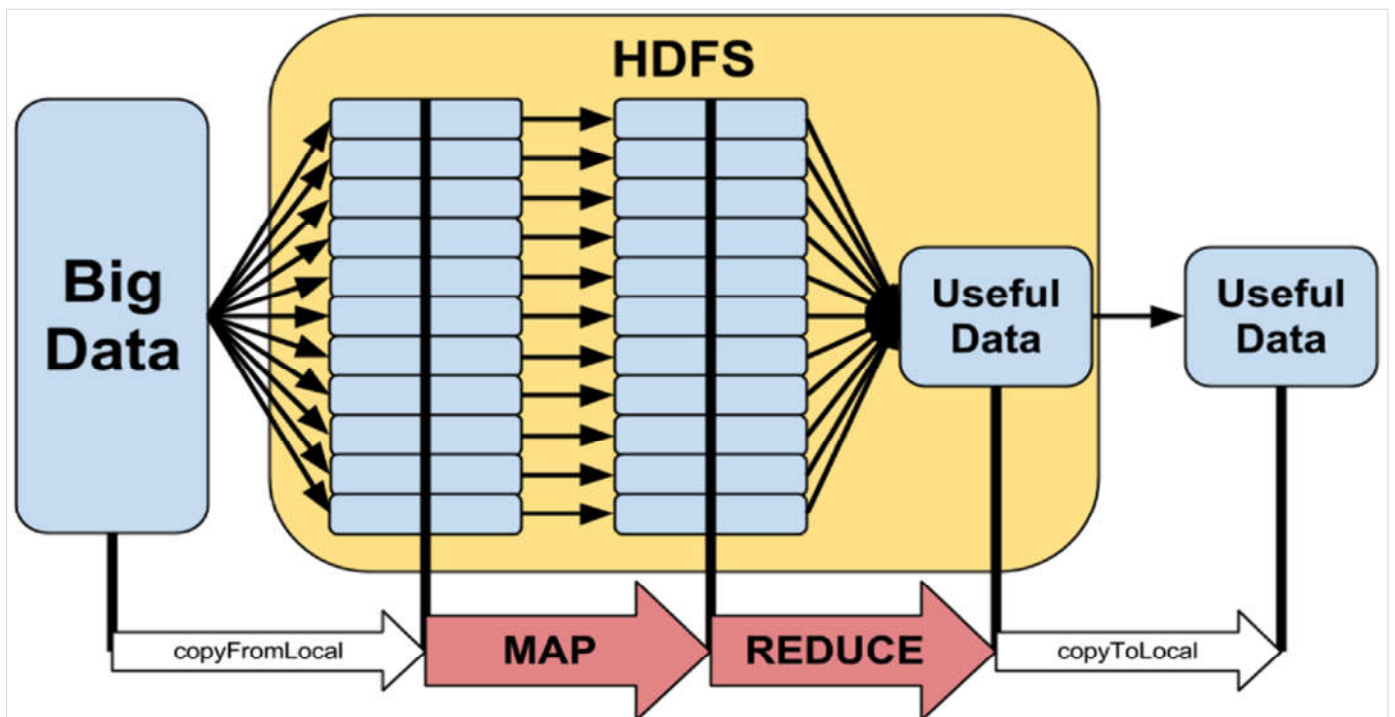 HDFS
Big
Data
Useful
Data
Useful
Data
copyFromLocal
MAP
REDUCE
copyToLocal